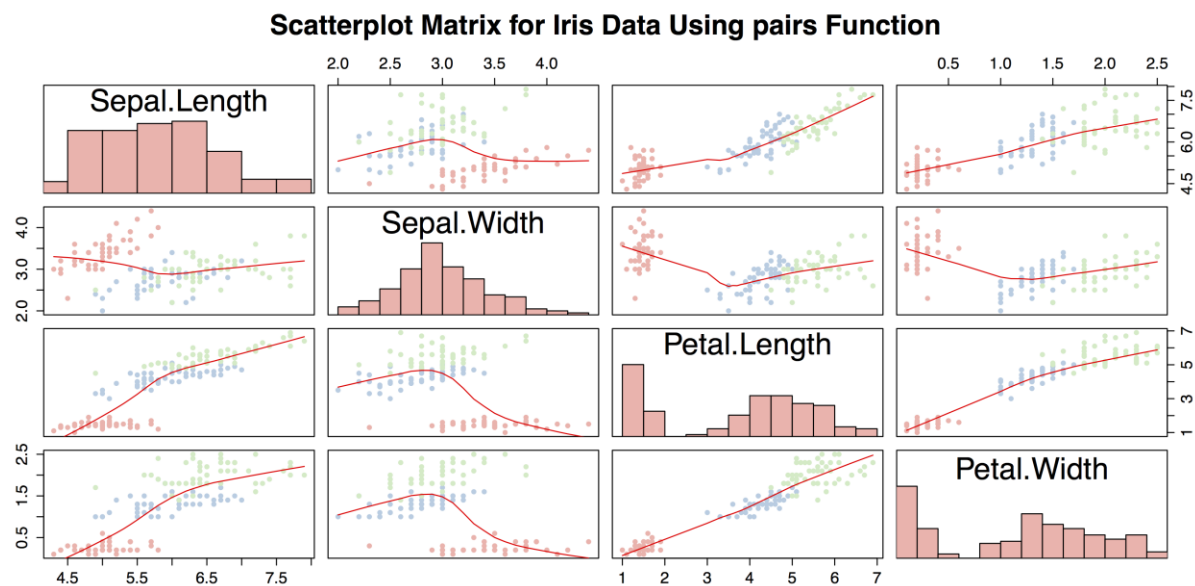 Scatterplot Matrix for Iris Data Using pairs Function
2.0 2.5 3.0 3.5 4.0
0.5 1.0 1.5 2.0 2.5
Sepal.Length
4.5 6.0 7.5
2.0 3.0 4.0
Sepal.Width
Petal.Length
1 3 5 7
0.5 1.5 2.5
Petal.Width
4.5 5.5 6.5 7.5
1 2 3 4 5 6 7